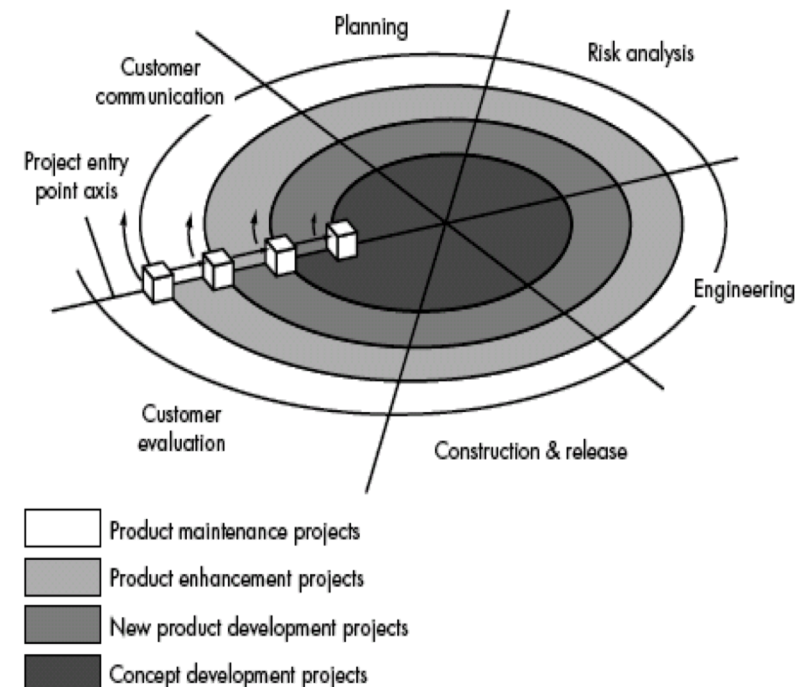 Planning
Risk analysis
Customer
communication
Project entry
point axis
Engineering
Customer
evaluation
Construction & release
Product maintenance projects
Product enhancement projects
New product development projects
Concept development projects